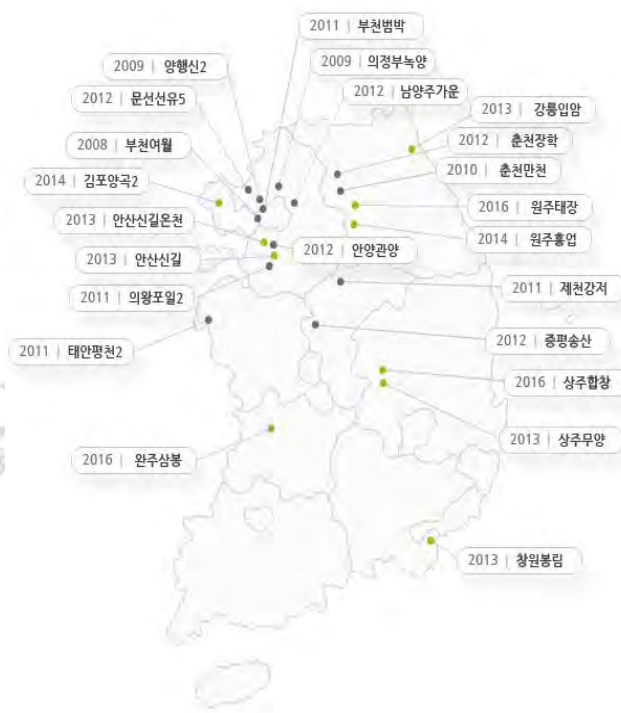 2011 | 부천범박
2009 | 양행신2
2009 | 의정부녹양
2012 | 문선선유5
2012 | 남양주가운
2013 | 강릉입암
2008 | 부천여월
2012 | 춘천장학
2010 | 춘천만천
2014 | 김포양곡2
2016 | 원주태장
2013 | 안산신길온천
2014 | 원주흥업
2012 | 안양관양
2013 | 안산신길
2011 | 의왕포일2
2011 | 제천강저
2011 | 태안평천2
2012 | 증평송산
2016 | 상주함창
2013 | 상주무양
2016 | 완주삼봉
2013 | 창원봉림